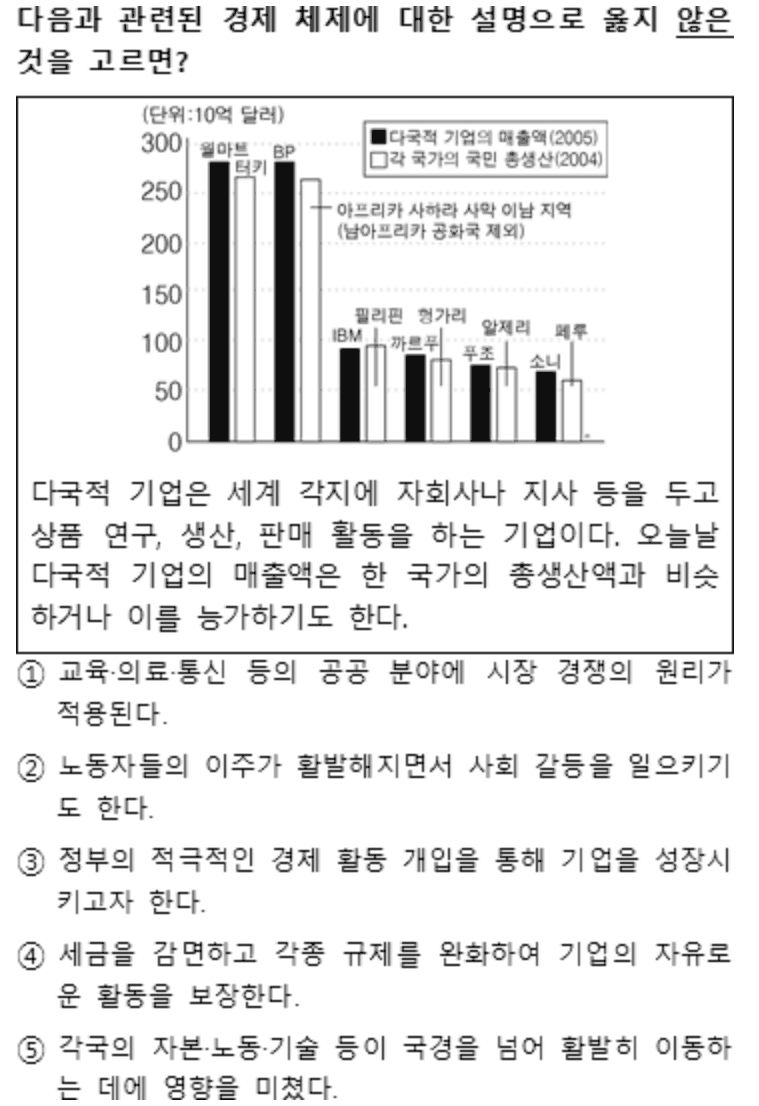 다음과 관련된 경제 체제에 대한 설명으로 옳지 않은
것을 고르면?
(단위:10억 달러)
■다국적 기업의 매출액(2005)
□각 국가의 국민 총생산(2004)
300
250
200
150
100
50
0
월마트
터키
BP
아프리카 사하라 사막 이남 지역
(남아프리카 공화국 제외)
IBM
필리핀
까르푸
헝가리
푸조
알제리
소니
페루
다국적 기업은 세계 각지에 자회사나 지사 등을 두고
상품 연구, 생산, 판매 활동을 하는 기업이다. 오늘날
다국적 기업의 매출액은 한 국가의 총생산액과 비슷
하거나 이를 능가하기도 한다.
① 교육·의료·통신 등의 공공 분야에 시장 경쟁의 원리가
적용된다.
② 노동자들의 이주가 활발해지면서 사회 갈등을 일으키기
도 한다.
③ 정부의 적극적인 경제 활동 개입을 통해 기업을 성장시
키고자 한다.
④ 세금을 감면하고 각종 규제를 완화하여 기업의 자유로
운 활동을 보장한다.
⑤ 각국의 자본·노동·기술 등이 국경을 넘어 활발히 이동하
는 데에 영향을 미쳤다.